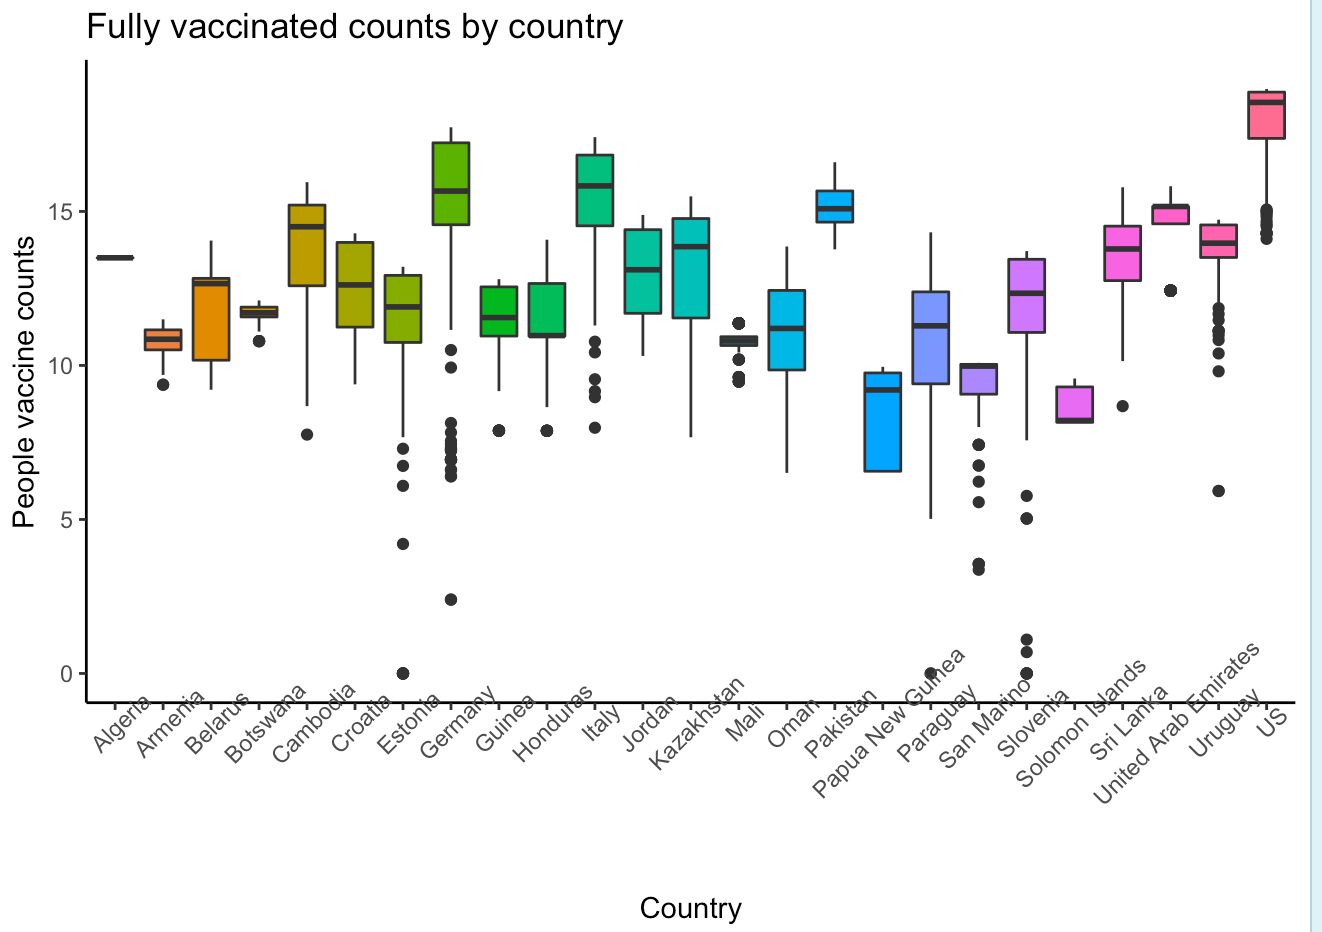 Fully vaccinated counts by country
People vaccine counts
15
10
5
0
Algeria
Armenia
Belarus
Botswana
Cambodia
Croatia
Estonia
Germany
Guinea
Honduras
Italy
Jordan
Kazakhstan
Mali
Oman
Pakistan
Papua New Guinea
Paraguay
San Marino
Slovenia
Solomon Islands
Sri Lanka
United Arab Emirates
Uruguay
US
Country